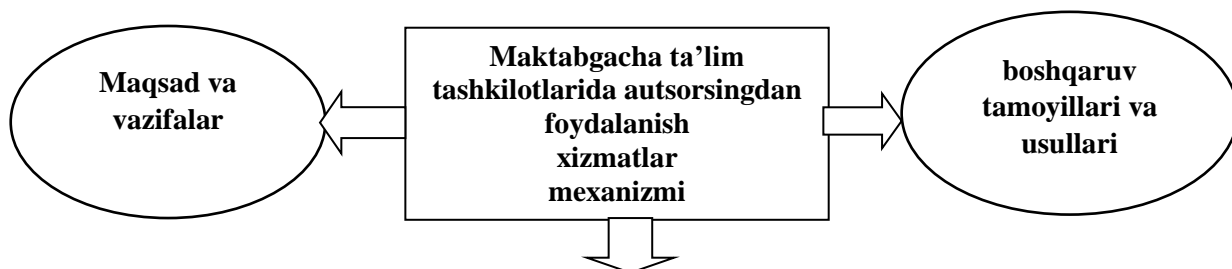 Maqsad va
vazifalar
Maktabgacha ta’lim
tashkilotlarida autsorsingdan
foydalanish
xizmatlar
mexanizmi
boshqaruv
tamoyillari va
usullari